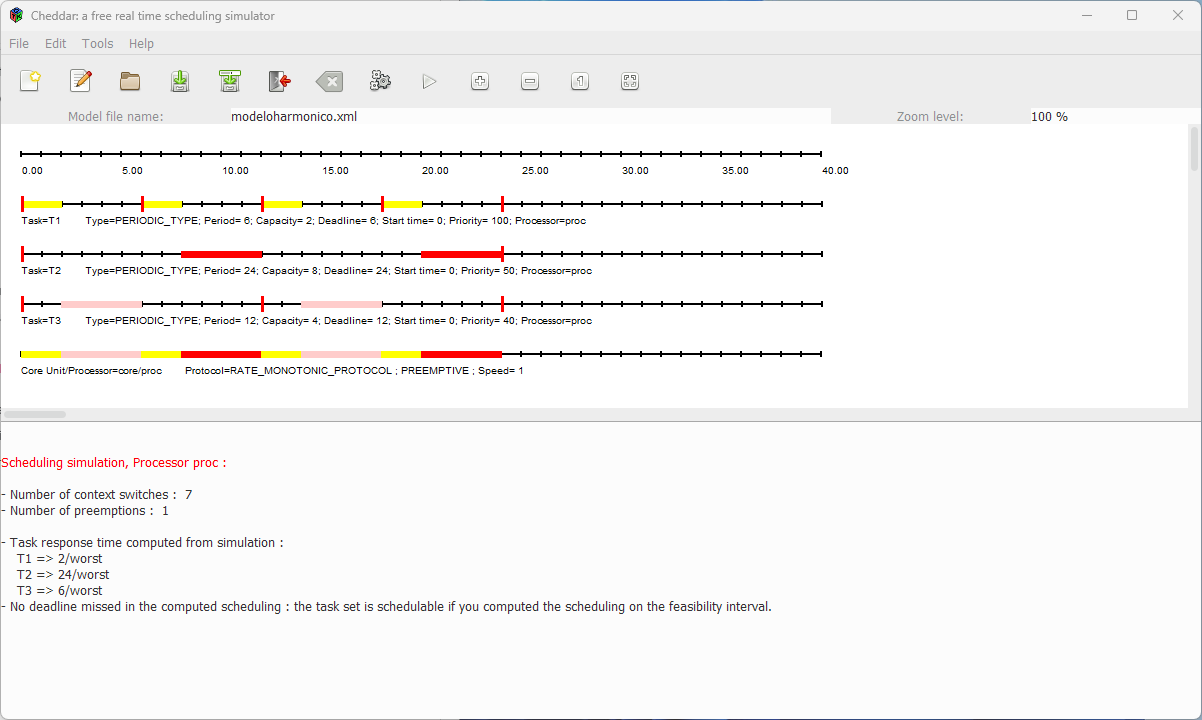 Cheddar: a free real time scheduling simulator
File Edit Tools Help
Model file name: modeloharmonico.xml Zoom level: 100 %
0.00 5.00 10.00 15.00 20.00 25.00 30.00 35.00 40.00
Task=T1 Type=PERIODIC_TYPE; Period= 6; Capacity= 2; Deadline= 6; Start time= 0; Priority= 100; Processor=proc
Task=T2 Type=PERIODIC_TYPE; Period= 24; Capacity= 8; Deadline= 24; Start time= 0; Priority= 50; Processor=proc
Task=T3 Type=PERIODIC_TYPE; Period= 12; Capacity= 4; Deadline= 12; Start time= 0; Priority= 40; Processor=proc
Core Unit/Processor=core/proc Protocol=RATE_MONOTONIC_PROTOCOL ; PREEMPTIVE ; Speed= 1
Scheduling simulation, Processor proc :
- Number of context switches : 7
- Number of preemptions : 1
- Task response time computed from simulation :
T1 => 2/worst
T2 => 24/worst
T3 => 6/worst
- No deadline missed in the computed scheduling : the task set is schedulable if you computed the scheduling on the feasibility interval.